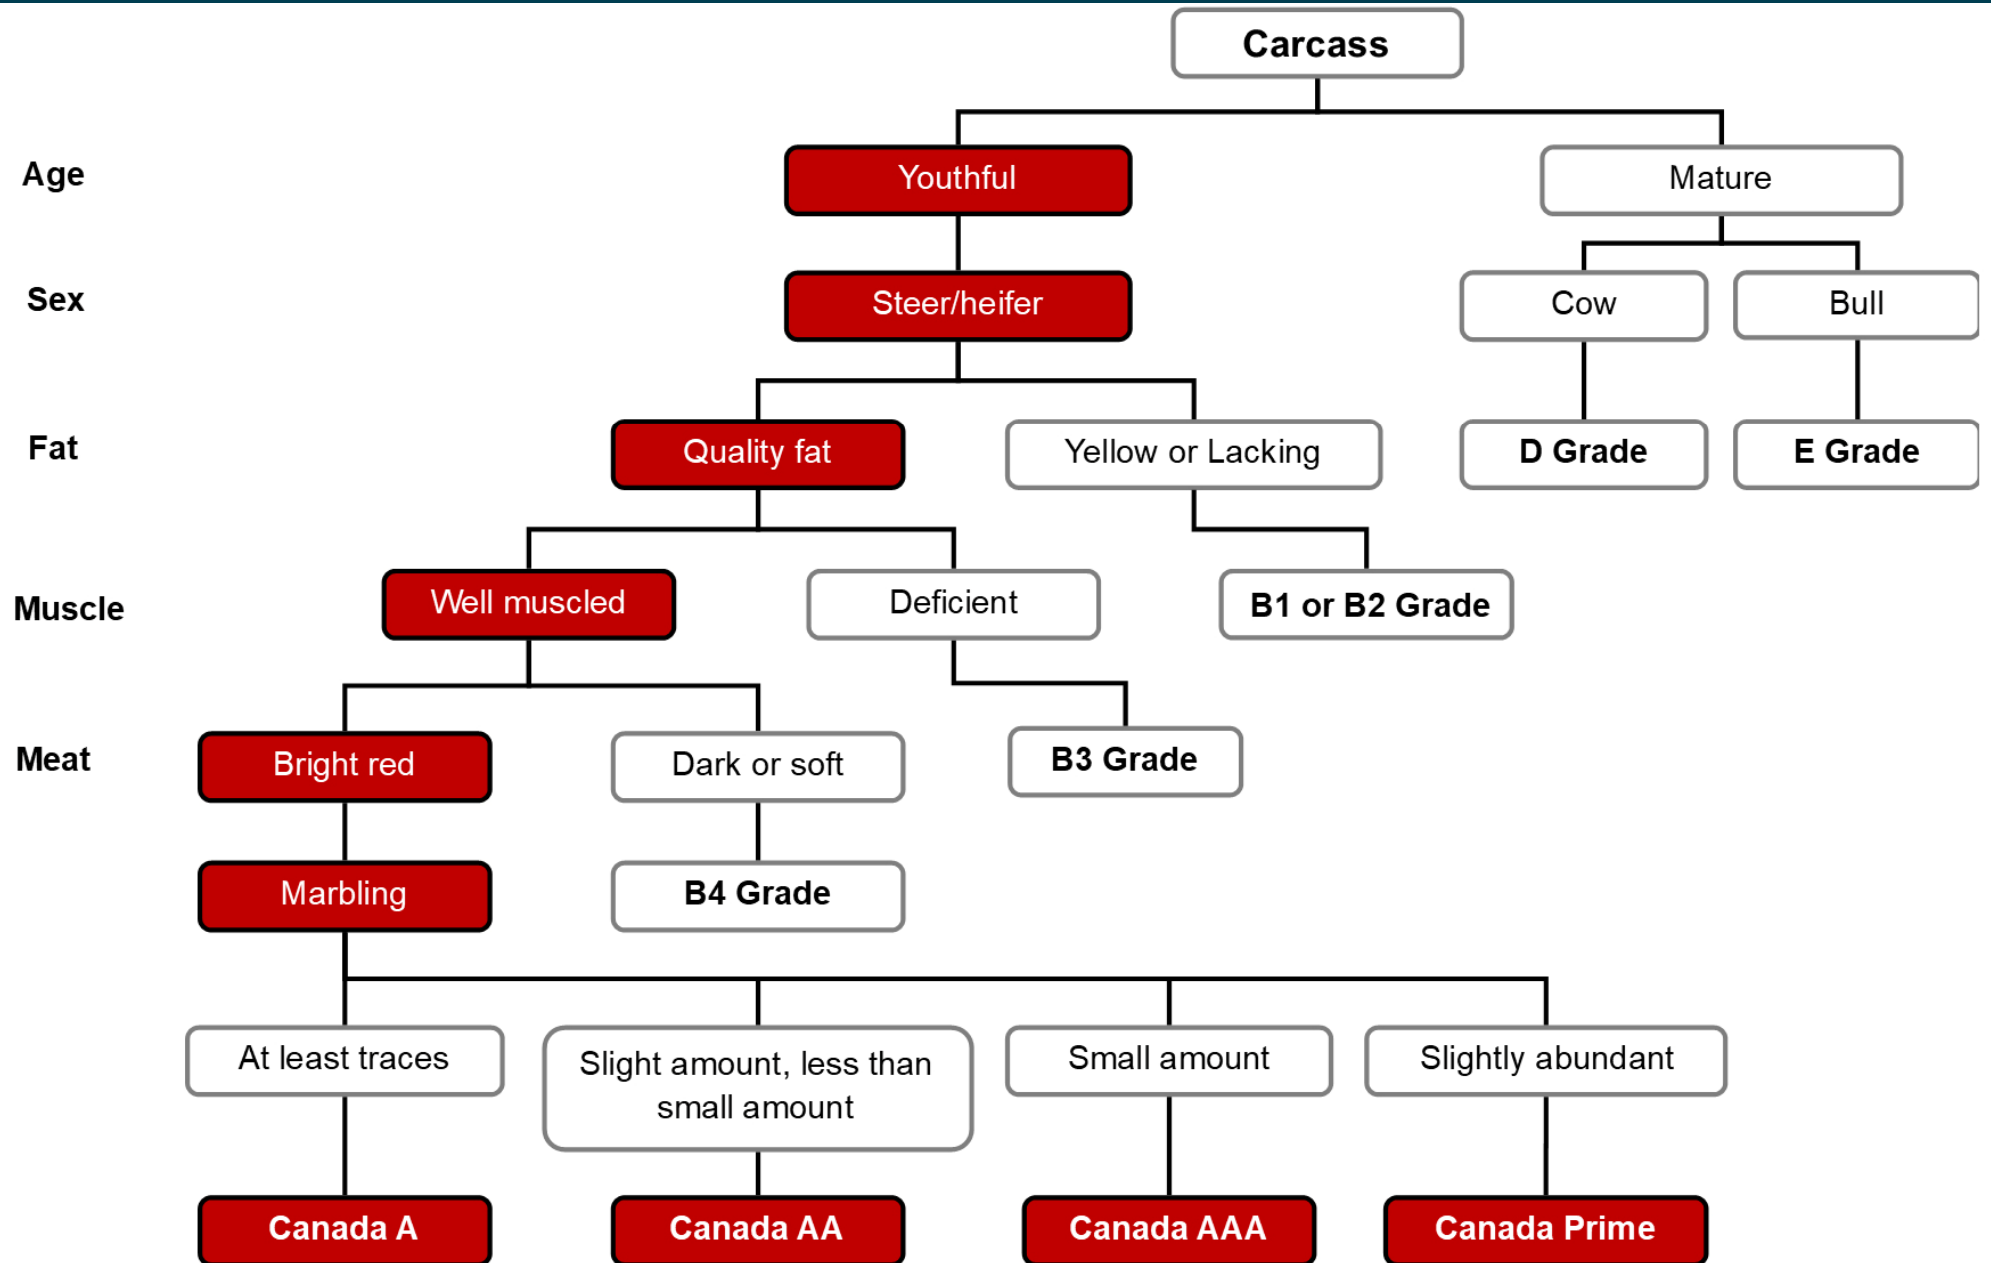 Carcass
Age
Youthful
Mature
Sex
Steer/heifer
Cow
Bull
Fat
Quality fat
Yellow or Lacking
D Grade
E Grade
Muscle
Well muscled
Deficient
B1 or B2 Grade
Meat
Bright red
Dark or soft
B3 Grade
Marbling
B4 Grade
At least traces
Slight amount, less than
small amount
Small amount
Slightly abundant
Canada A
Canada AA
Canada AAA
Canada Prime